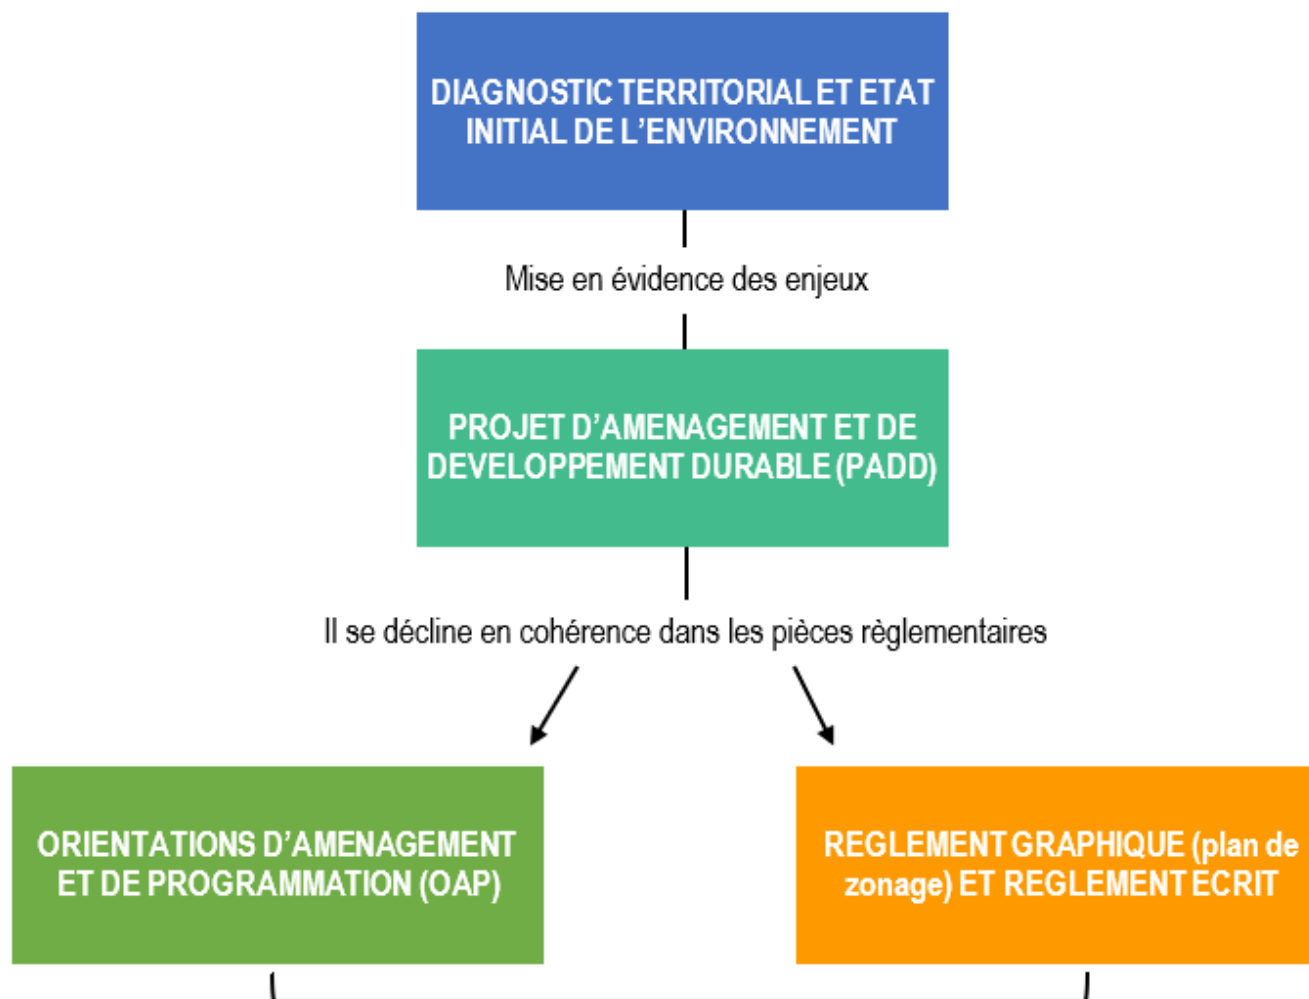 DIAGNOSTIC TERRITORIAL ET ETAT
INITIAL DE L’ENVIRONNEMENT
Mise en évidence des enjeux
PROJET D’AMENAGEMENT ET DE
DEVELOPPEMENT DURABLE (PADD)
Il se décline en cohérence dans les pièces règlementaires
ORIENTATIONS D’AMENAGEMENT
ET DE PROGRAMMATION (OAP)
REGLEMENT GRAPHIQUE (plan de
zonage) ET REGLEMENT ECRIT